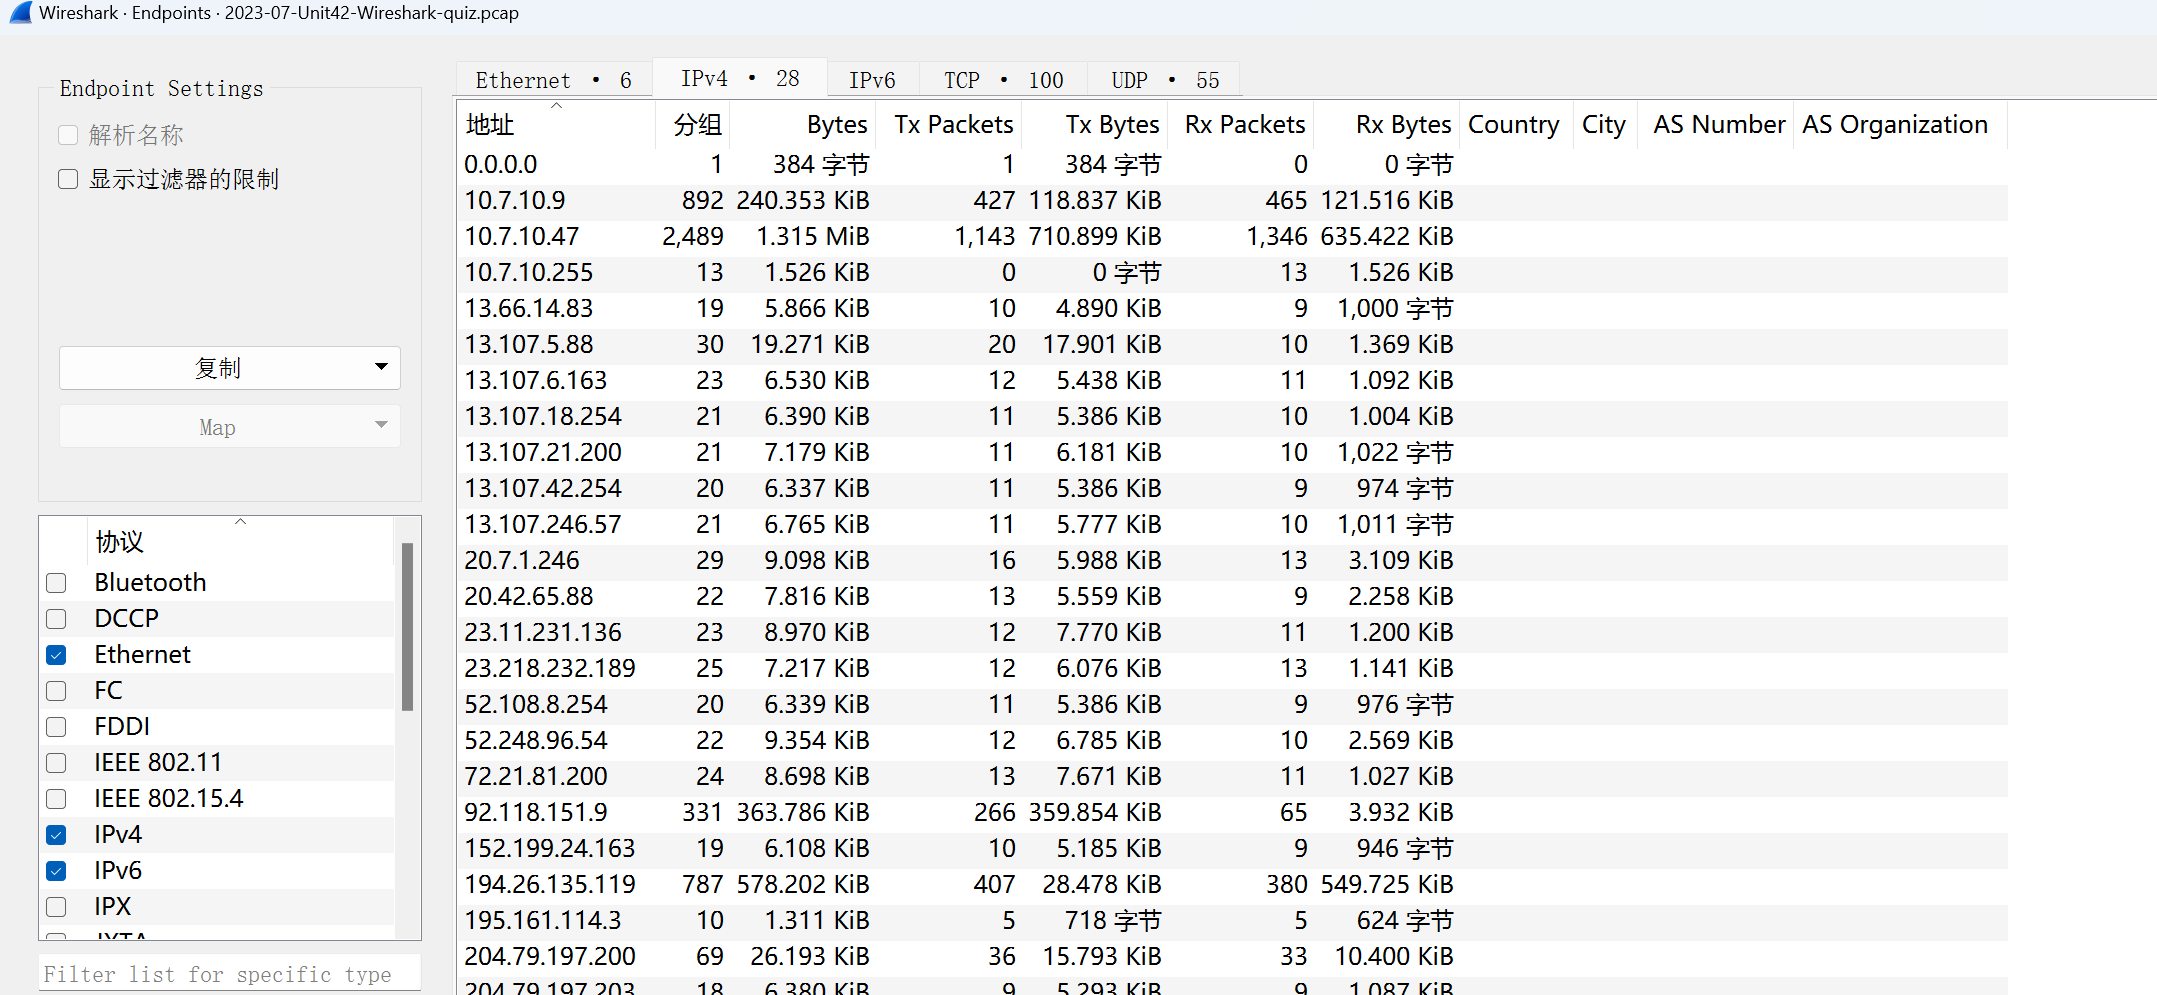 Wireshark · Endpoints · 2023-07-Unit42-Wireshark-quiz.pcap
Endpoint Settings
解析名称
显示过滤器的限制
复制
Map
协议
Bluetooth
DCCP
Ethernet
FC
FDDI
IEEE 802.11
IEEE 802.15.4
IPv4
IPv6
IPX
JXTA
Filter list for specific type
Ethernet · 6 IPv4 · 28 IPv6 TCP · 100 UDP · 55
地址 分组 Bytes Tx Packets Tx Bytes Rx Packets Rx Bytes Country City AS Number AS Organization
0.0.0.0 1 384 字节 1 384 字节 0 0 字节
10.7.10.9 892 240.353 KiB 427 118.837 KiB 465 121.516 KiB
10.7.10.47 2,489 1.315 MiB 1,143 710.899 KiB 1,346 635.422 KiB
10.7.10.255 13 1.526 KiB 0 0 字节 13 1.526 KiB
13.66.14.83 19 5.866 KiB 10 4.890 KiB 9 1,000 字节
13.107.5.88 30 19.271 KiB 20 17.901 KiB 10 1.369 KiB
13.107.6.163 23 6.530 KiB 12 5.438 KiB 11 1.092 KiB
13.107.18.254 21 6.390 KiB 11 5.386 KiB 10 1.004 KiB
13.107.21.200 21 7.179 KiB 11 6.181 KiB 10 1,022 字节
13.107.42.254 20 6.337 KiB 11 5.386 KiB 9 974 字节
13.107.246.57 21 6.765 KiB 11 5.777 KiB 10 1,011 字节
20.7.1.246 29 9.098 KiB 16 5.988 KiB 13 3.109 KiB
20.42.65.88 22 7.816 KiB 13 5.559 KiB 9 2.258 KiB
23.11.231.136 23 8.970 KiB 12 7.770 KiB 11 1.200 KiB
23.218.232.189 25 7.217 KiB 12 6.076 KiB 13 1.141 KiB
52.108.8.254 20 6.339 KiB 11 5.386 KiB 9 976 字节
52.248.96.54 22 9.354 KiB 12 6.785 KiB 10 2.569 KiB
72.21.81.200 24 8.698 KiB 13 7.671 KiB 11 1.027 KiB
92.118.151.9 331 363.786 KiB 266 359.854 KiB 65 3.932 KiB
152.199.24.163 19 6.108 KiB 10 5.185 KiB 9 946 字节
194.26.135.119 787 578.202 KiB 407 28.478 KiB 380 549.725 KiB
195.161.114.3 10 1.311 KiB 5 718 字节 5 624 字节
204.79.197.200 69 26.193 KiB 36 15.793 KiB 33 10.400 KiB
204.79.197.203 18 6.380 KiB 9 5.293 KiB 9 1.087 KiB